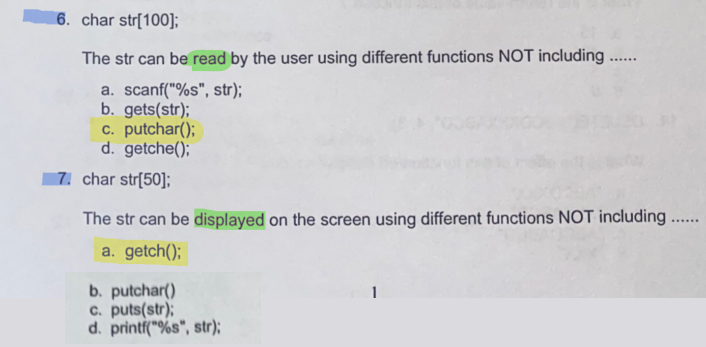 6. char str[100];
The str can be read by the user using different functions NOT including ......
a. scanf("%s", str);
b. gets(str);
c. putchar();
d. getche();
7. char str[50];
The str can be displayed on the screen using different functions NOT including ......
a. getch();
b. putchar()
1
c. puts(str);
d. printf("%s", str);